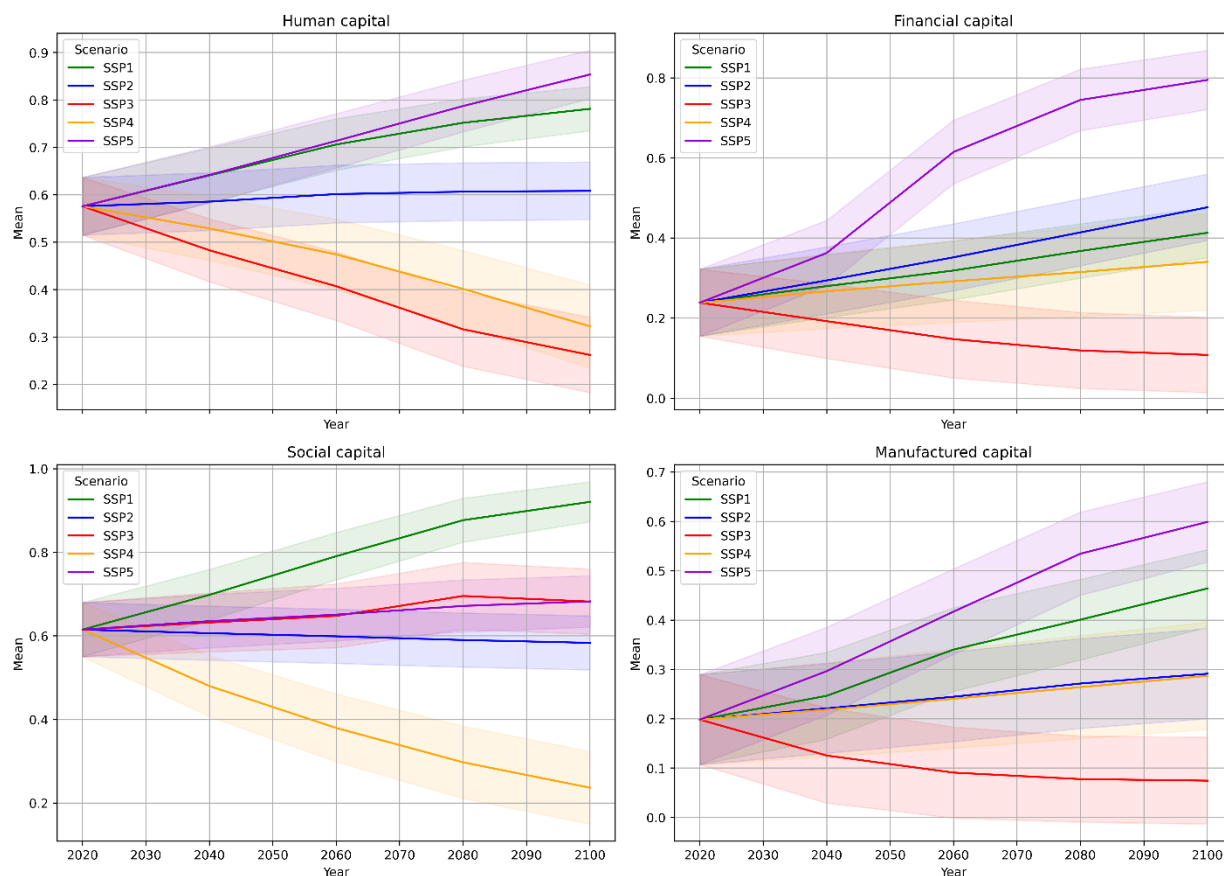 Human capital
Scenario
SSP1
SSP2
SSP3
SSP4
SSP5
Mean
0.9
0.8
0.7
0.6
0.5
0.4
0.3
0.2
Year
Financial capital
Scenario
SSP1
SSP2
SSP3
SSP4
SSP5
Mean
0.8
0.6
0.4
0.2
0.0
Year
Social capital
Scenario
SSP1
SSP2
SSP3
SSP4
SSP5
Mean
1.0
0.8
0.6
0.4
0.2
2020 2030 2040 2050 2060 2070 2080 2090 2100
Year
Manufactured capital
Scenario
SSP1
SSP2
SSP3
SSP4
SSP5
Mean
0.7
0.6
0.5
0.4
0.3
0.2
0.1
0.0
2020 2030 2040 2050 2060 2070 2080 2090 2100
Year